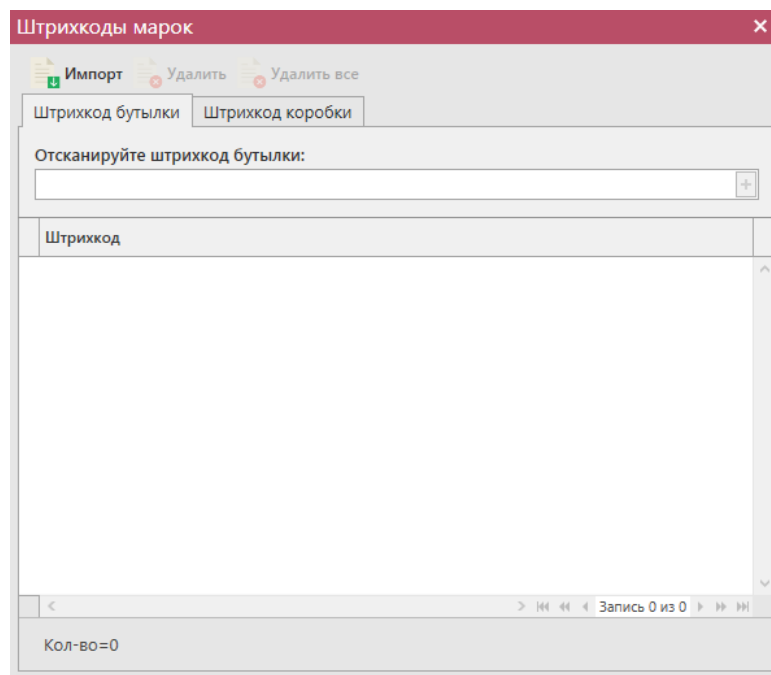 Штрихкоды марок
Импорт Удалить Удалить все
Штрихкод бутылки Штрихкод коробки
Отсканируйте штрихкод бутылки:
Штрихкод
Запись 0 из 0
Кол-во=0